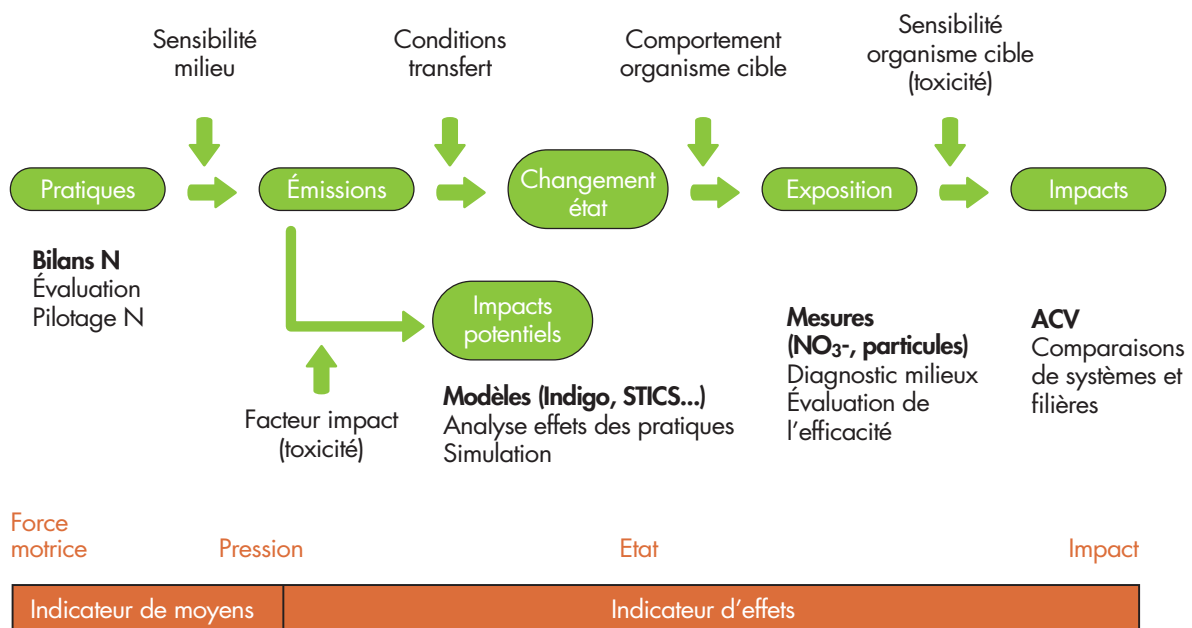 Sensibilité
milieu
Conditions
transfert
Comportement
organisme cible
Sensibilité
organisme cible
(toxicité)
Pratiques
Émissions
Changement
état
Exposition
Impacts
Bilans N
Évaluation
Pilotage N
Impacts
potentiels
Facteur impact
(toxicité)
Modèles (Indigo, STICS...)
Analyse effets des pratiques
Simulation
Mesures
(NO3-, particules)
Diagnostic milieux
Évaluation de
l'efficacité
ACV
Comparaisons
de systèmes et
filières
Force
motrice
Pression
Etat
Impact
Indicateur de moyens
Indicateur d'effets